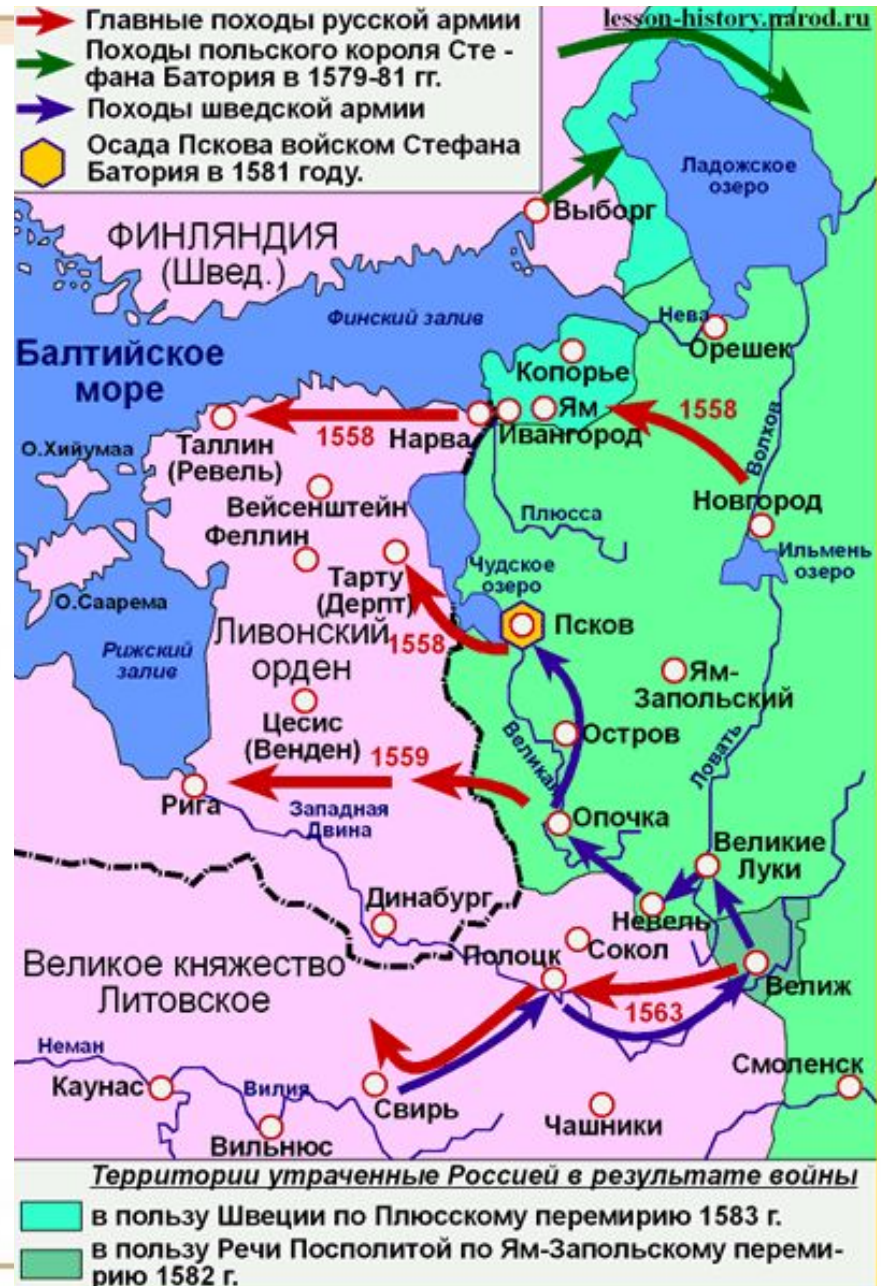 lesson-history.narod.ru
Главные походы русской армии
Походы польского короля Сте -
фана Батория в 1579-81 гг.
Походы шведской армии
Осада Пскова войском Стефана
Батория в 1581 году.
Ладожское
озеро
Выборг
ФИНЛЯНДИЯ
(Швед.)
Финский залив
Нева
Орешек
Балтийское
море
Копорье
Ям
1558
Таллин
(Ревель)
1558
Нарва
Ивангород
Волхов
О.Хийумаа
Вейсенштейн
Новгород
Плюсса
Феллин
Ильмень
озеро
Тарту
(Дерпт)
Чудское
озеро
О.Саарема
Псков
Рижский
залив
Ливонский
орден
1558
Ям-
Запольский
Цесис
(Венден)
Остров
Великая
Ловать
1559
Рига
Западная
Двина
Опочка
Великие
Луки
Динабург
Невель
Сокол
Полоцк
Великое княжество
Литовское
Велиж
1563
Неман
Смоленск
Каунас
Вилия
Свирь
Чашники
Вильнюс
Территории утраченные Россией в результате войны
в пользу Швеции по Плюсскому перемирию 1583 г.
в пользу Речи Посполитой по Ям-Запольскому переми-
рию 1582 г.